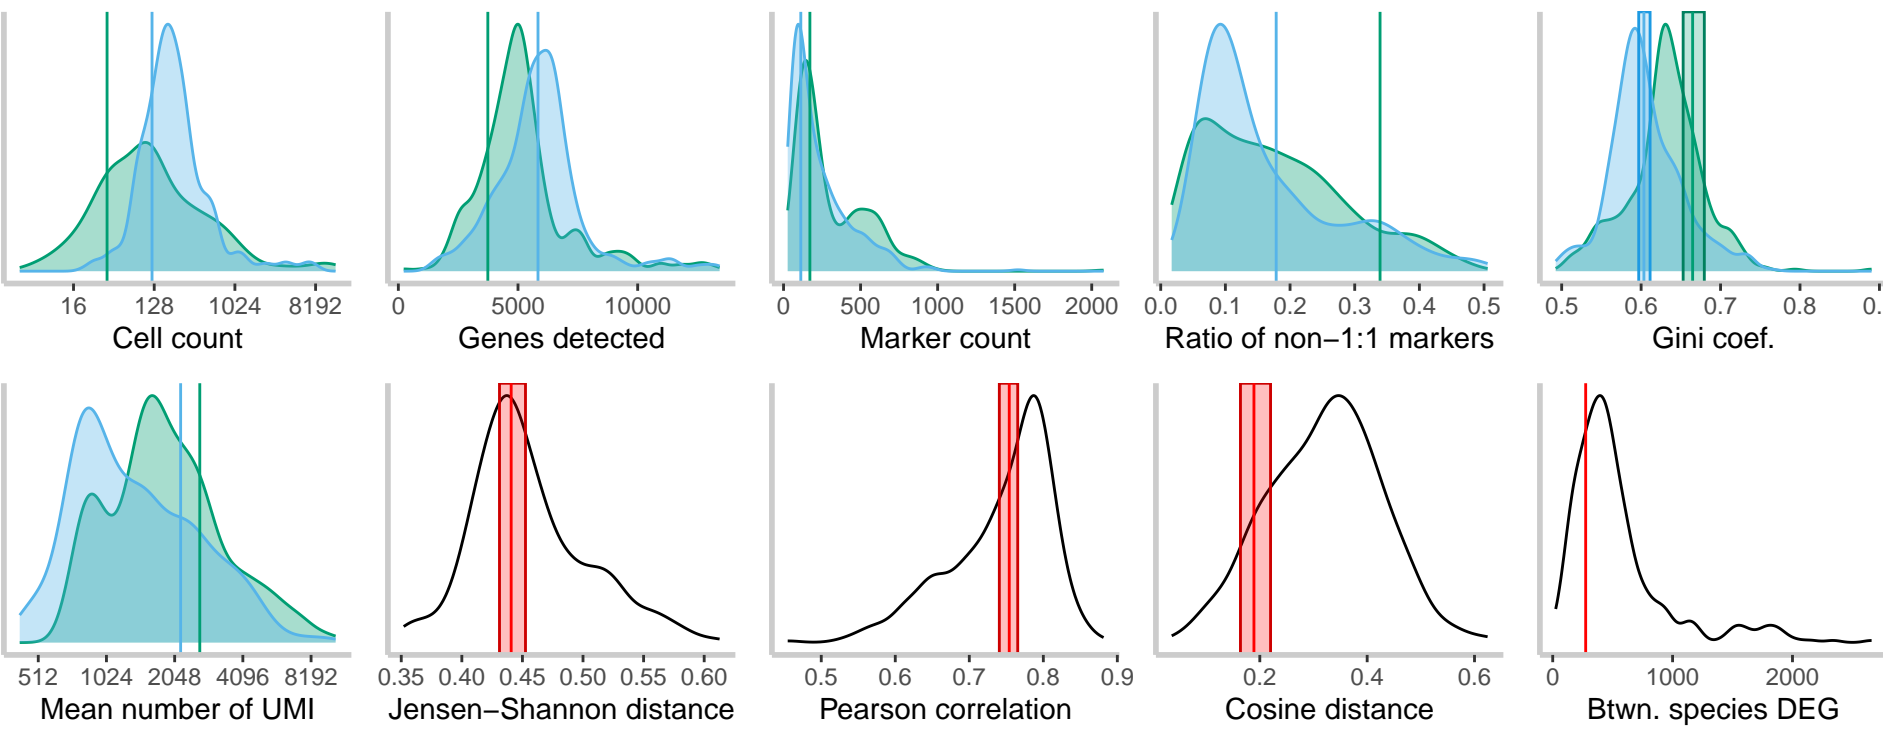 16 128 1024 8192
Cell count
0 5000 10000
Genes detected
0 500 1000 1500 2000
Marker count
0.0 0.1 0.2 0.3 0.4 0.5
Ratio of non−1:1 markers
0.5 0.6 0.7 0.8 0.
Gini coef.
512 1024 2048 4096 8192
Mean number of UMI
0.35 0.40 0.45 0.50 0.55 0.60
Jensen−Shannon distance
0.5 0.6 0.7 0.8 0.9
Pearson correlation
0.2 0.4 0.6
Cosine distance
0 1000 2000
Btwn. species DEG